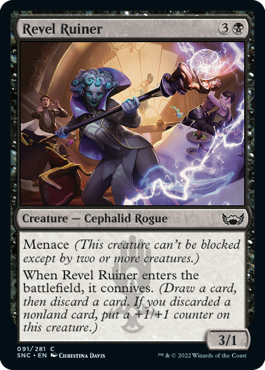 Revel Ruiner 3
Creature — Cephalid Rogue
Menace (This creature can't be blocked
except by two or more creatures.)
When Revel Ruiner enters the
battlefield, it connives. (Draw a card,
then discard a card. If you discarded a
nonland card, put a +1/+1 counter on
this creature.)
3/1
091/281 C
SNC • EN Christina Davis
™ & © 2022 Wizards of the Coast